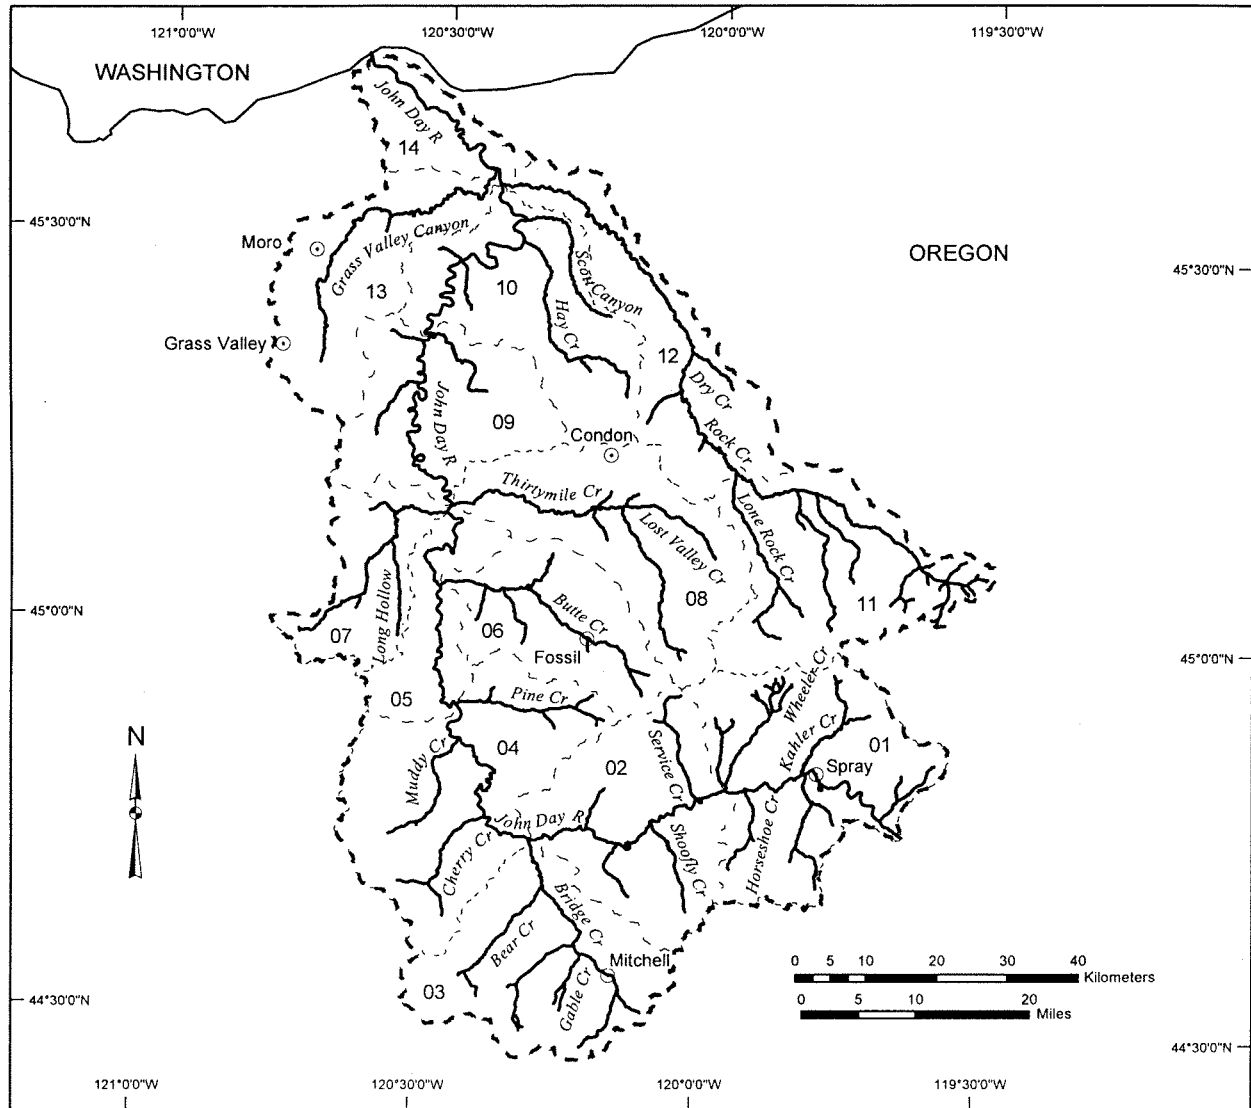 121°0'0"W
120°30'0"W
120°0'0"W
119°30'0"W
WASHINGTON
John Day R
14
45°30'0"N
Moro
Grass Valley Canyon
Scott Canyon
OREGON
45°30'0"N
13
10
Hay Cr
Grass Valley
12
Dry Cr
John Day R
09
Condon
Rock Cr
Thirtymile Cr
Lone Rock Cr
Lost Valley Cr
45°0'0"N
Long Hollow
08
11
Butte Cr
07
06
Fossil
45°0'0"N
Wheeler Cr
05
Pine Cr
Kahler Cr
N
Muddy Cr
04
02
Service Cr
01
Spray
John Day R
Cherry Cr
Shoofly Cr
Horseshoe Cr
Bridge Cr
Bear Cr
Mitchell
0 5 10 20 30 40
Kilometers
03
Gable Cr
44°30'0"N
0 5 10 20
Miles
44°30'0"N
121°0'0"W
120°30'0"W
120°0'0"W
119°30'0"W